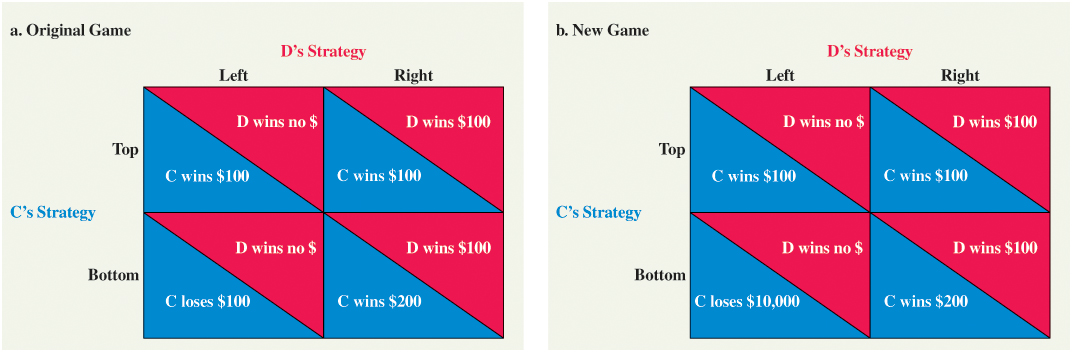 a. Original Game
D's Strategy
Left Right
Top
D wins no $ D wins $100
C wins $100 C wins $100
C's Strategy
Bottom
D wins no $ D wins $100
C loses $100 C wins $200
b. New Game
D's Strategy
Left Right
Top
D wins no $ D wins $100
C wins $100 C wins $100
C's Strategy
Bottom
D wins no $ D wins $100
C loses $10,000 C wins $200